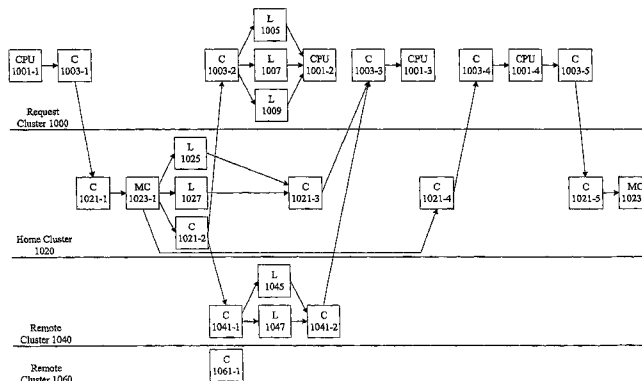 L
1005
CPU
1001-1
C
1003-1
C
1003-2
L
1007
CPU
1001-2
C
1003-3
CPU
1001-3
C
1003-4
CPU
1001-4
C
1003-5
L
1009
Request
Cluster 1000
L
1025
C
1021-1
MC
1023-1
L
1027
C
1021-3
C
1021-4
C
1021-5
MC
1023
C
1021-2
Home Cluster
1020
L
1045
Remote
Cluster 1040
C
1041-1
L
1047
C
1041-2
Remote
Cluster 1060
C
1061-1